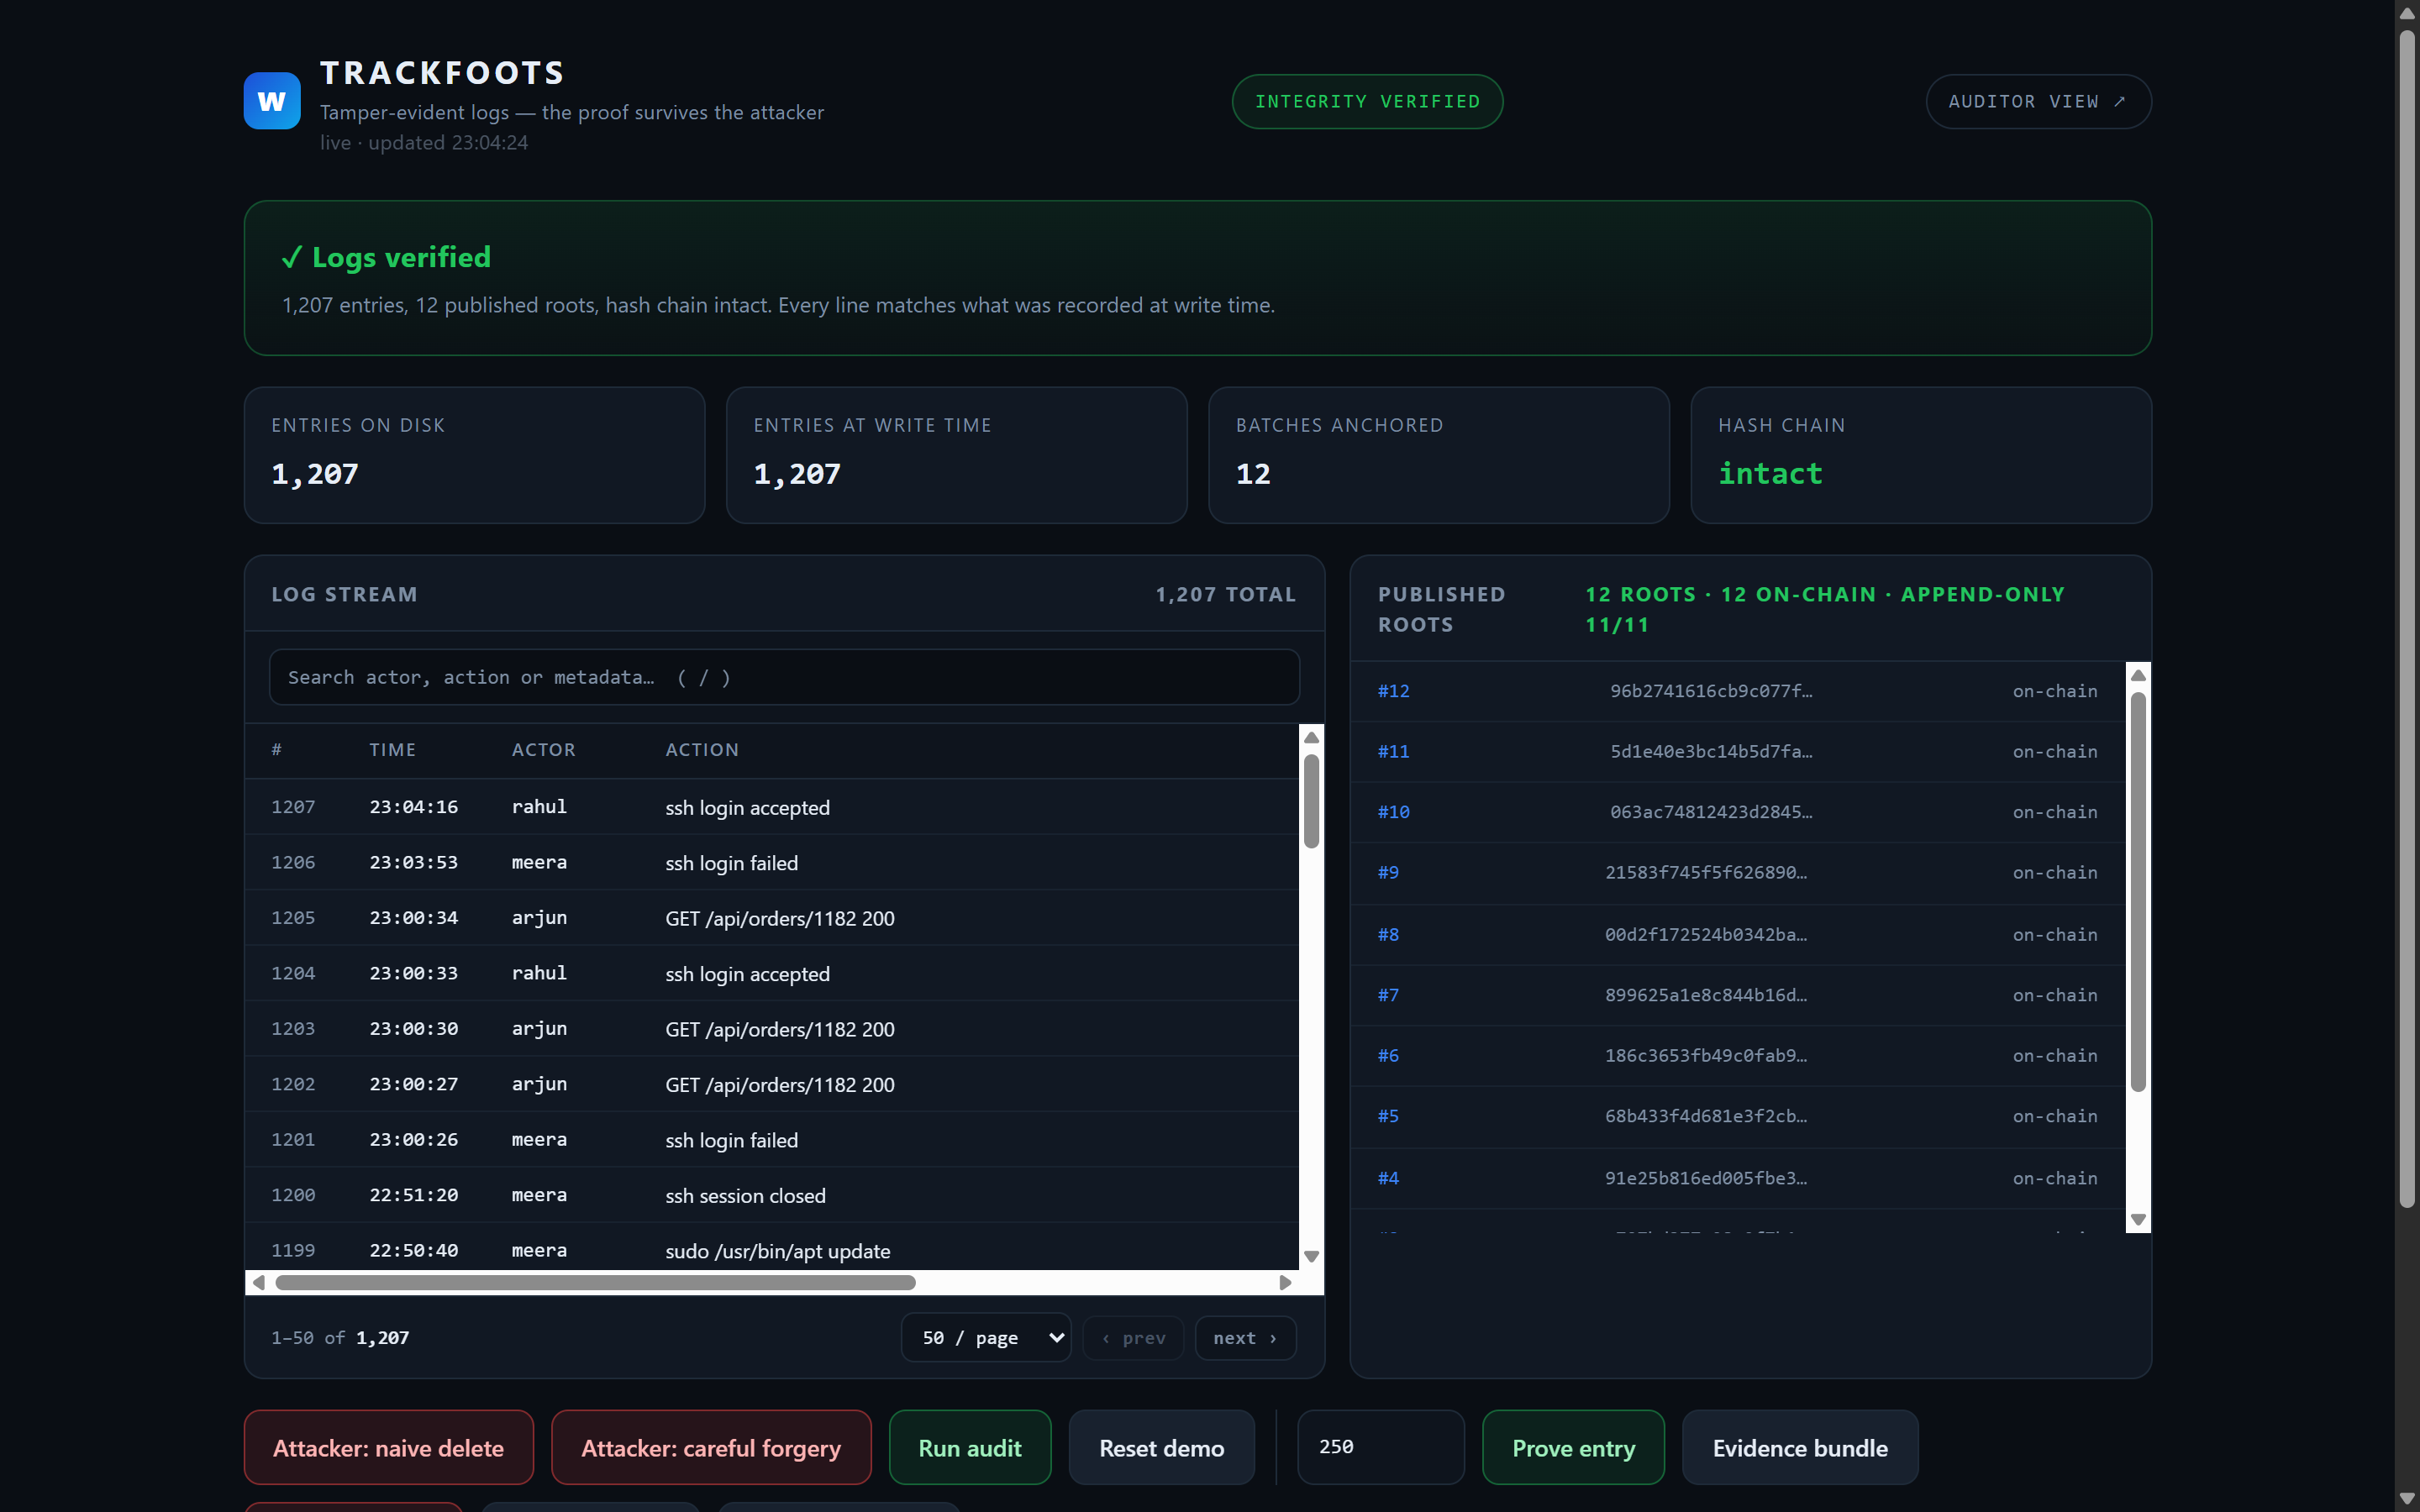 w
TRACKFOOTS
Tamper-evident logs — the proof survives the attacker
live · updated 23:04:24
INTEGRITY VERIFIED
AUDITOR VIEW ↗
✓ Logs verified
1,207 entries, 12 published roots, hash chain intact. Every line matches what was recorded at write time.
ENTRIES ON DISK
1,207
ENTRIES AT WRITE TIME
1,207
BATCHES ANCHORED
12
HASH CHAIN
intact
LOG STREAM 1,207 TOTAL
Search actor, action or metadata… ( / )
# TIME ACTOR ACTION
1207 23:04:16 rahul ssh login accepted
1206 23:03:53 meera ssh login failed
1205 23:00:34 arjun GET /api/orders/1182 200
1204 23:00:33 rahul ssh login accepted
1203 23:00:30 arjun GET /api/orders/1182 200
1202 23:00:27 arjun GET /api/orders/1182 200
1201 23:00:26 meera ssh login failed
1200 22:51:20 meera ssh session closed
1199 22:50:40 meera sudo /usr/bin/apt update
1–50 of 1,207
50 / page
‹ prev
next ›
PUBLISHED ROOTS
12 ROOTS · 12 ON-CHAIN · APPEND-ONLY
11/11
#12 96b2741616cb9c077f… on-chain
#11 5d1e40e3bc14b5d7fa… on-chain
#10 063ac74812423d2845… on-chain
#9 21583f745f5f626890… on-chain
#8 00d2f172524b0342ba… on-chain
#7 899625a1e8c844b16d… on-chain
#6 186c3653fb49c0fab9… on-chain
#5 68b433f4d681e3f2cb… on-chain
#4 91e25b816ed005fbe3… on-chain
Attacker: naive delete
Attacker: careful forgery
Run audit
Reset demo
250
Prove entry
Evidence bundle